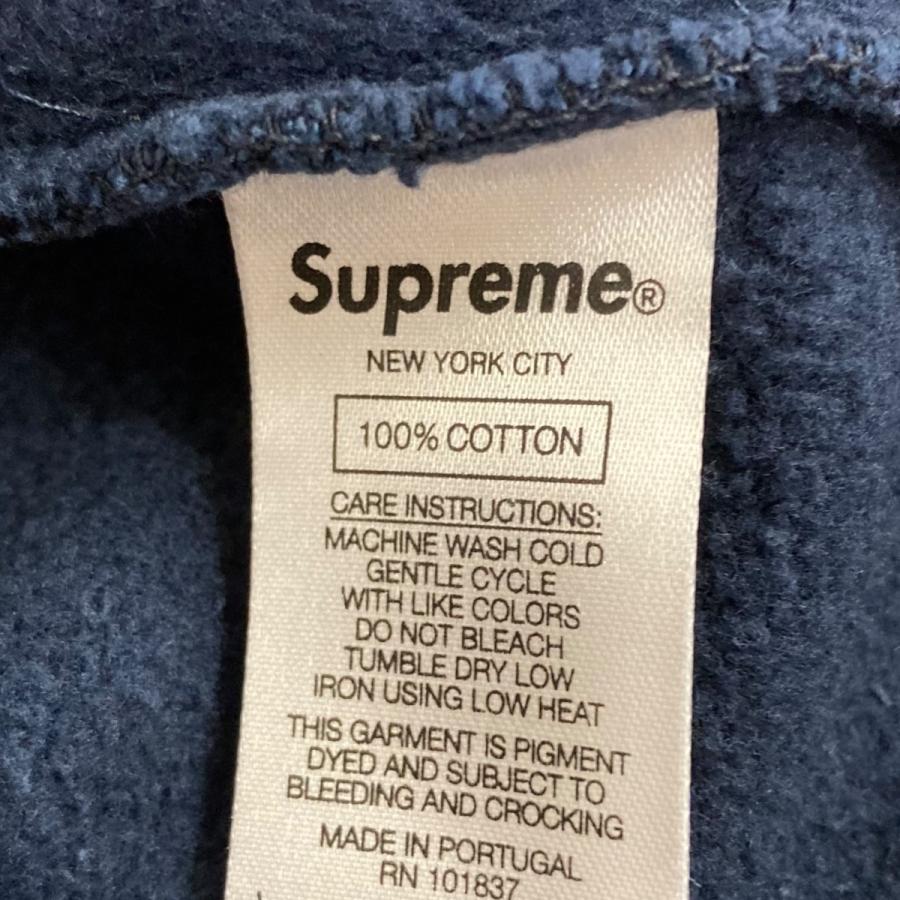 Supreme®
NEW YORK CITY
100% COTTON
CARE INSTRUCTIONS:
MACHINE WASH COLD
GENTLE CYCLE
WITH LIKE COLORS
DO NOT BLEACH
TUMBLE DRY LOW
IRON USING LOW HEAT
THIS GARMENT IS PIGMENT
DYED AND SUBJECT TO
BLEEDING AND CROCKING
MADE IN PORTUGAL
RN 101837